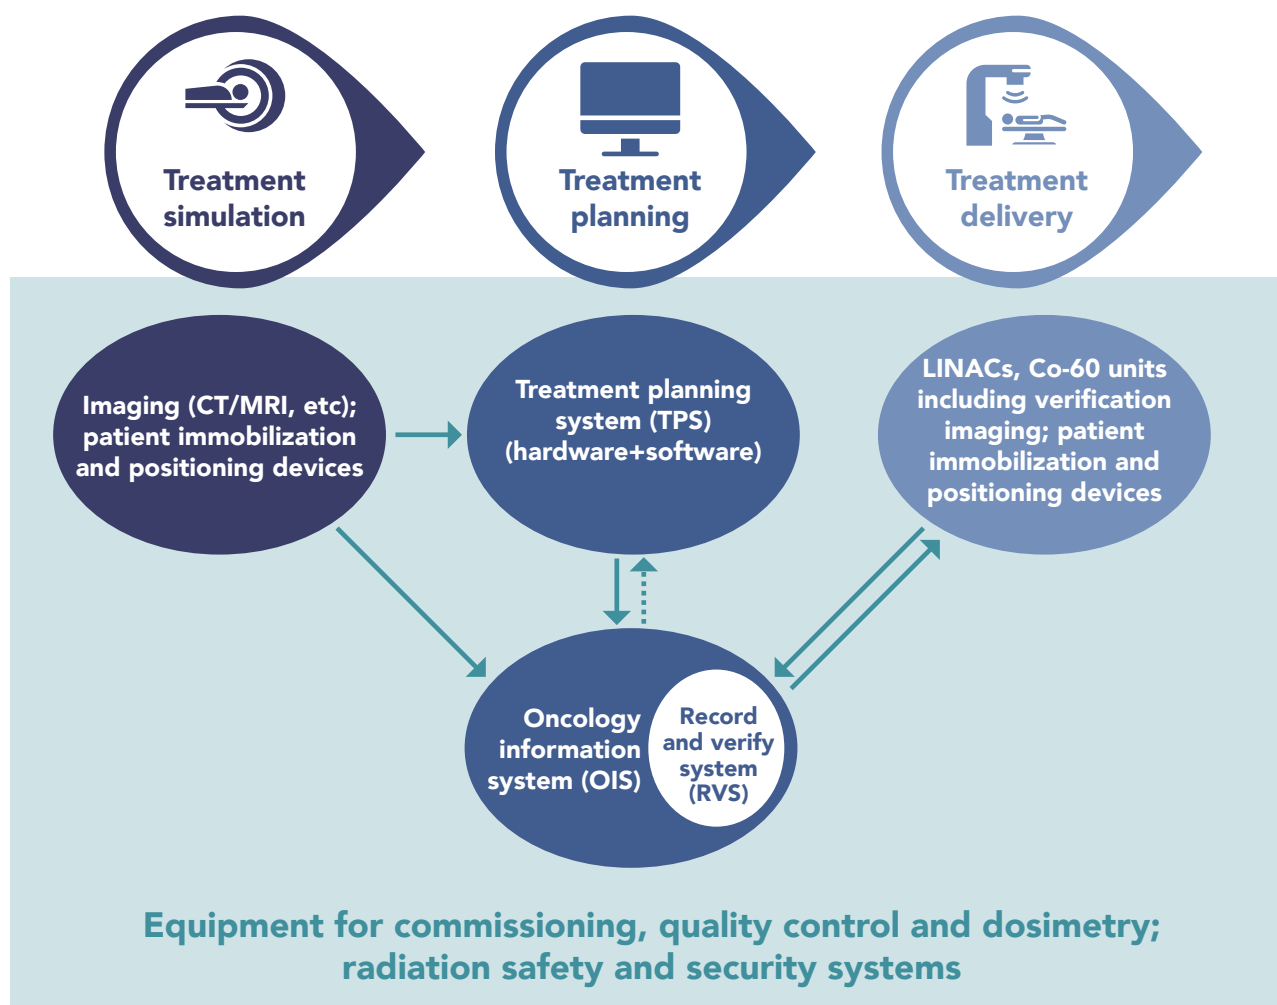 Treatment
simulation
Treatment
planning
Treatment
delivery
Imaging (CT/MRI, etc);
patient immobilization
and positioning devices
Treatment planning
system (TPS)
(hardware+software)
LINACs, Co-60 units
including verification
imaging; patient
immobilization and
positioning devices
Oncology
information
system (OIS)
Record
and verify
system
(RVS)
Equipment for commissioning, quality control and dosimetry;
radiation safety and security systems